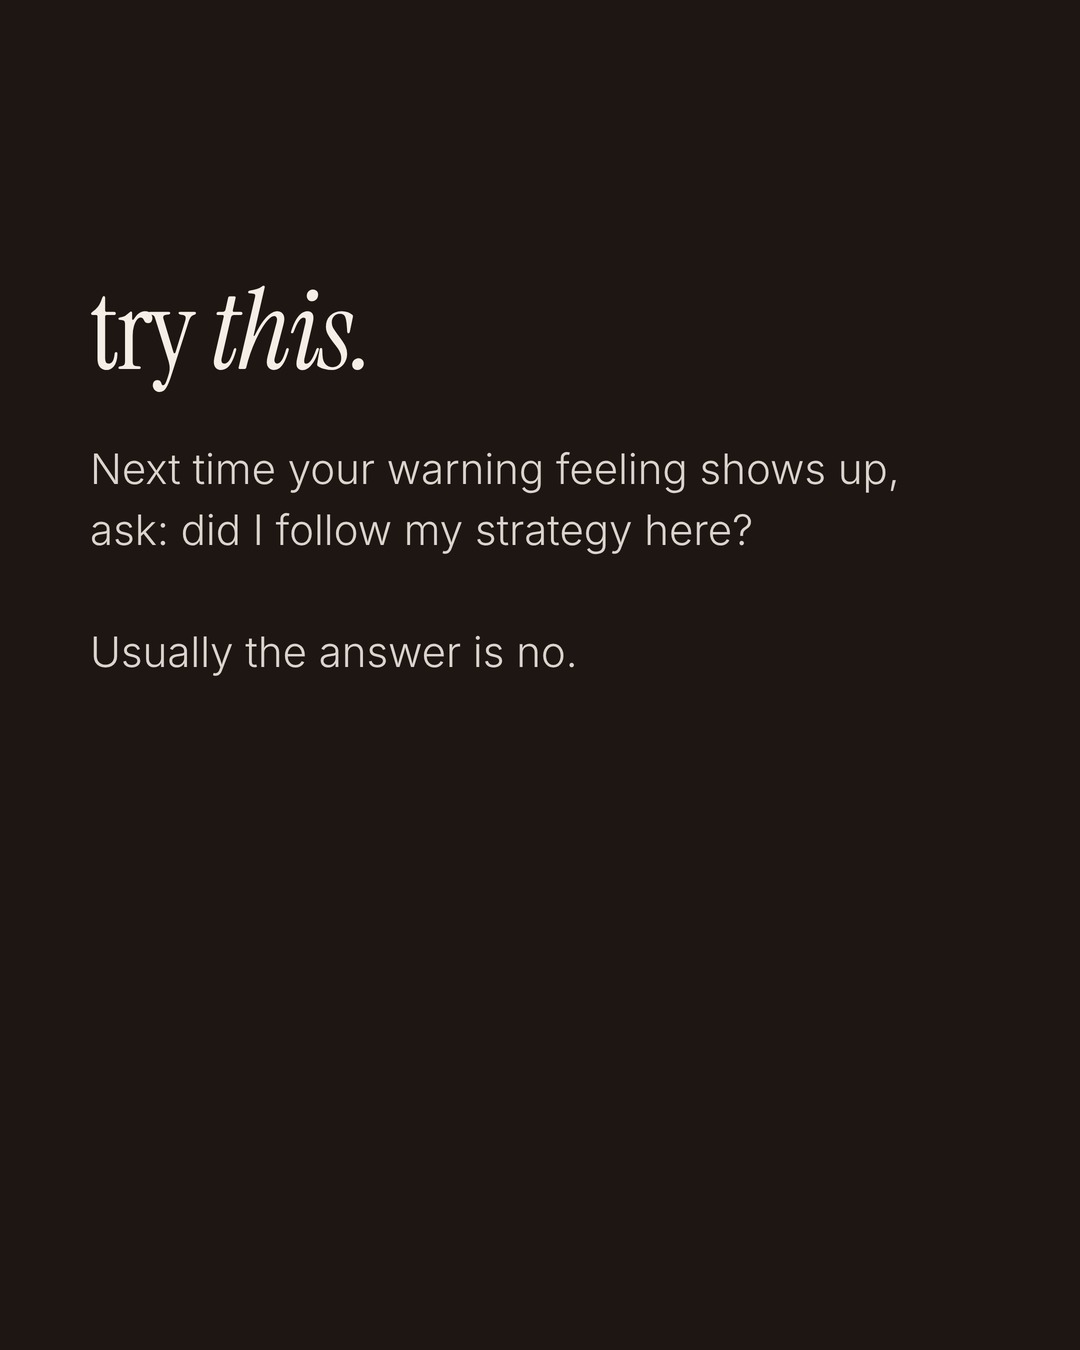 try this.
Next time your warning feeling shows up,
ask: did I follow my strategy here?
Usually the answer is no.